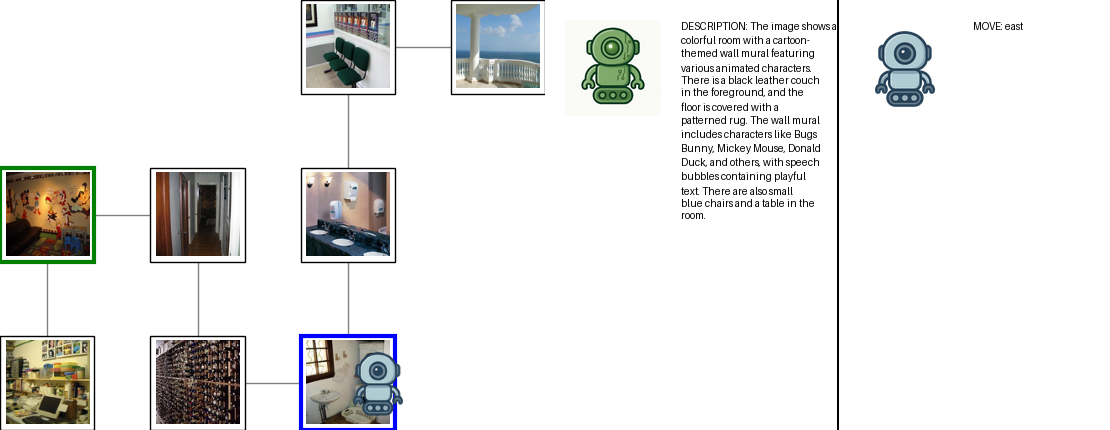 DESCRIPTION: The image shows a
colorful room with a cartoon-
themed wall mural featuring
various animated characters.
There is a black leather couch
in the foreground, and the
floor is covered with a
patterned rug. The wall mural
includes characters like Bugs
Bunny, Mickey Mouse, Donald
Duck, and others, with speech
bubbles containing playful
text. There are also small
blue chairs and a table in the
room.
MOVE: east